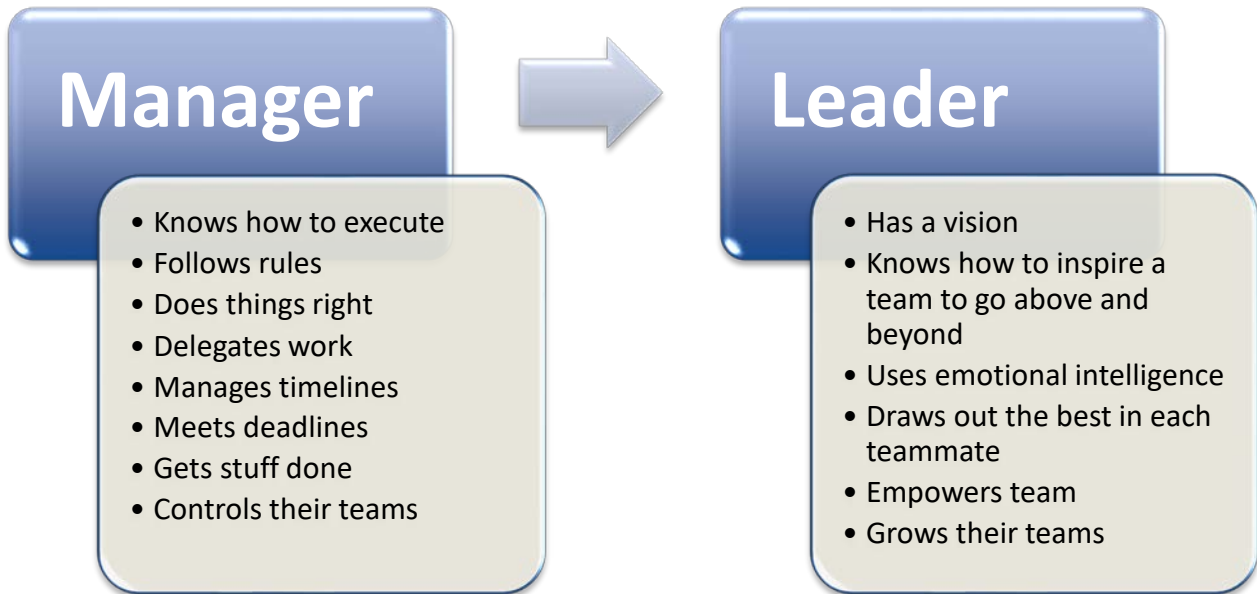 Manager
• Knows how to execute
• Follows rules
• Does things right
• Delegates work
• Manages timelines
• Meets deadlines
• Gets stuff done
• Controls their teams
Leader
• Has a vision
• Knows how to inspire a
team to go above and
beyond
• Uses emotional intelligence
• Draws out the best in each
teammate
• Empowers team
• Grows their teams